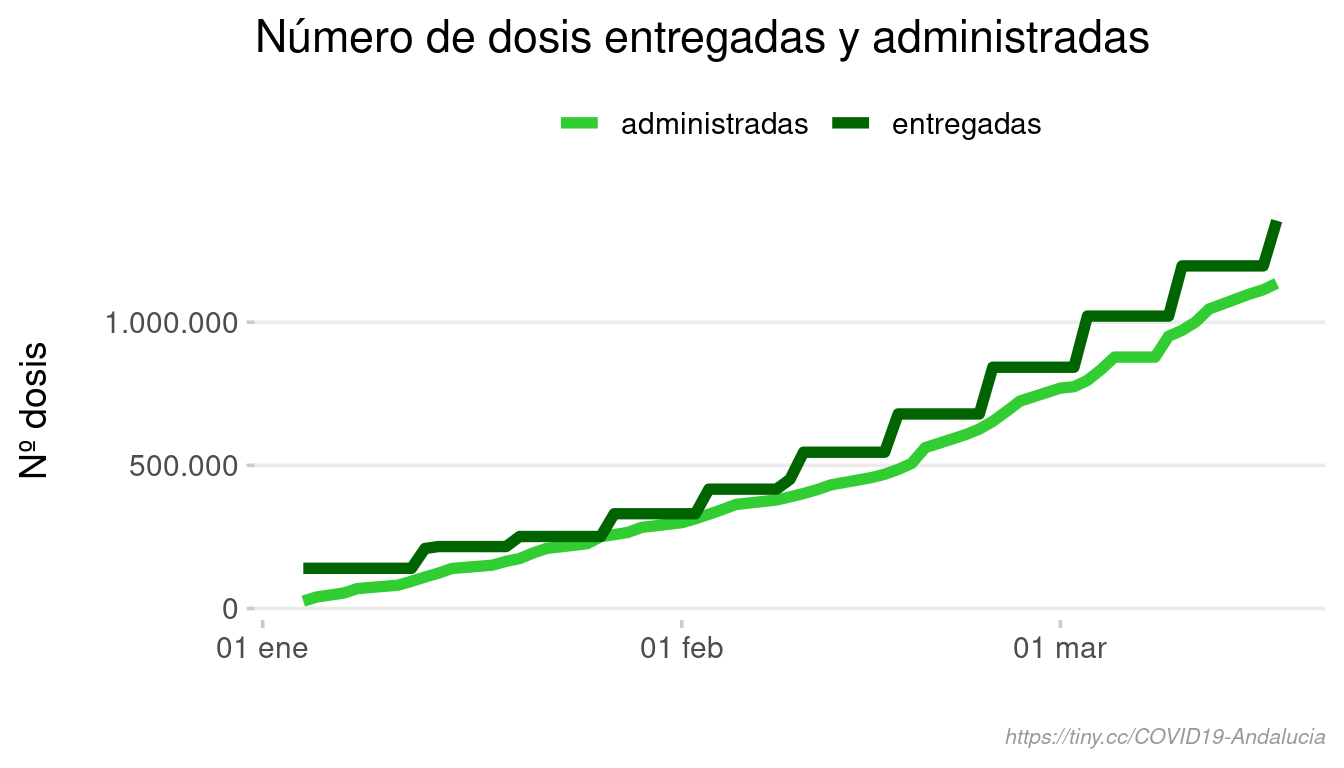 Número de dosis entregadas y administradas
administradas entregadas
Nº dosis
1.000.000
500.000
0
01 ene 01 feb 01 mar
https://tiny.cc/COVID19-Andalucia